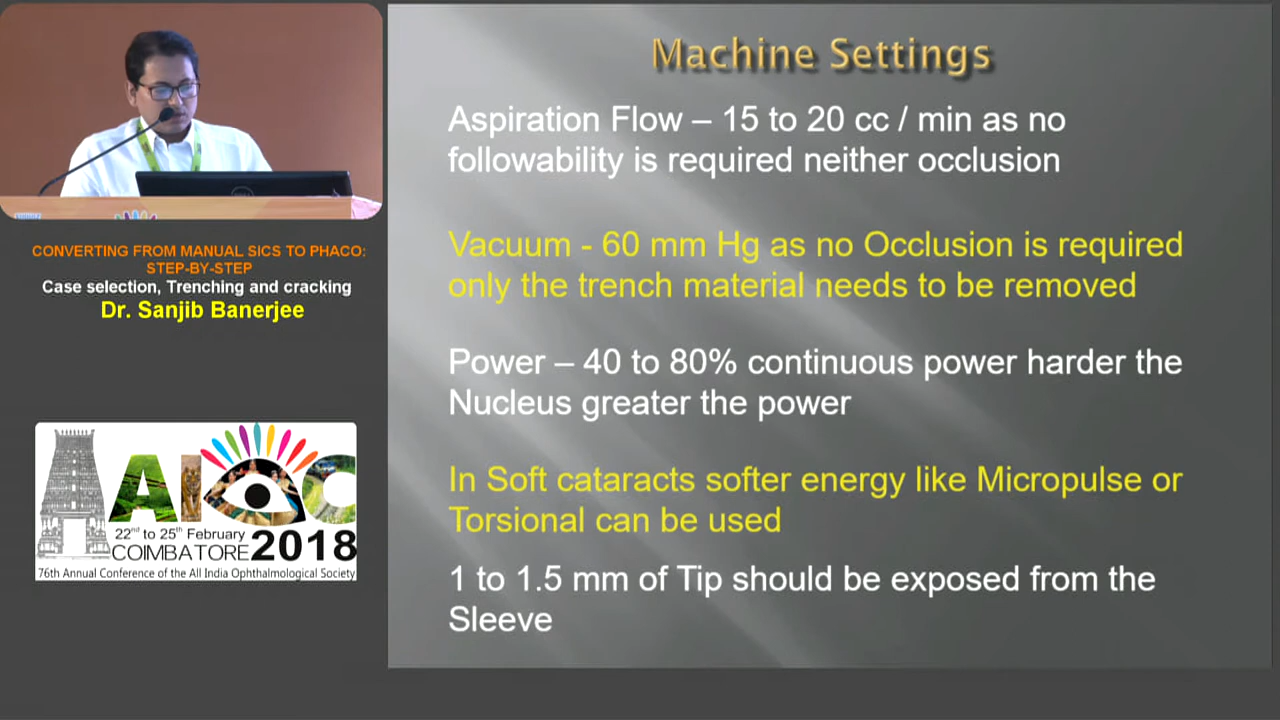 CONVERTING FROM MANUAL SICS TO PHACO:
STEP-BY-STEP
Case selection, Trenching and cracking
Dr. Sanjib Banerjee
AIOC
22nd to 25th February
COIMBATORE 2018
76th Annual Conference of the All India Ophthalmological Society
Machine Settings
Aspiration Flow – 15 to 20 cc / min as no
followability is required neither occlusion
Vacuum - 60 mm Hg as no Occlusion is required
only the trench material needs to be removed
Power – 40 to 80% continuous power harder the
Nucleus greater the power
In Soft cataracts softer energy like Micropulse or
Torsional can be used
1 to 1.5 mm of Tip should be exposed from the
Sleeve